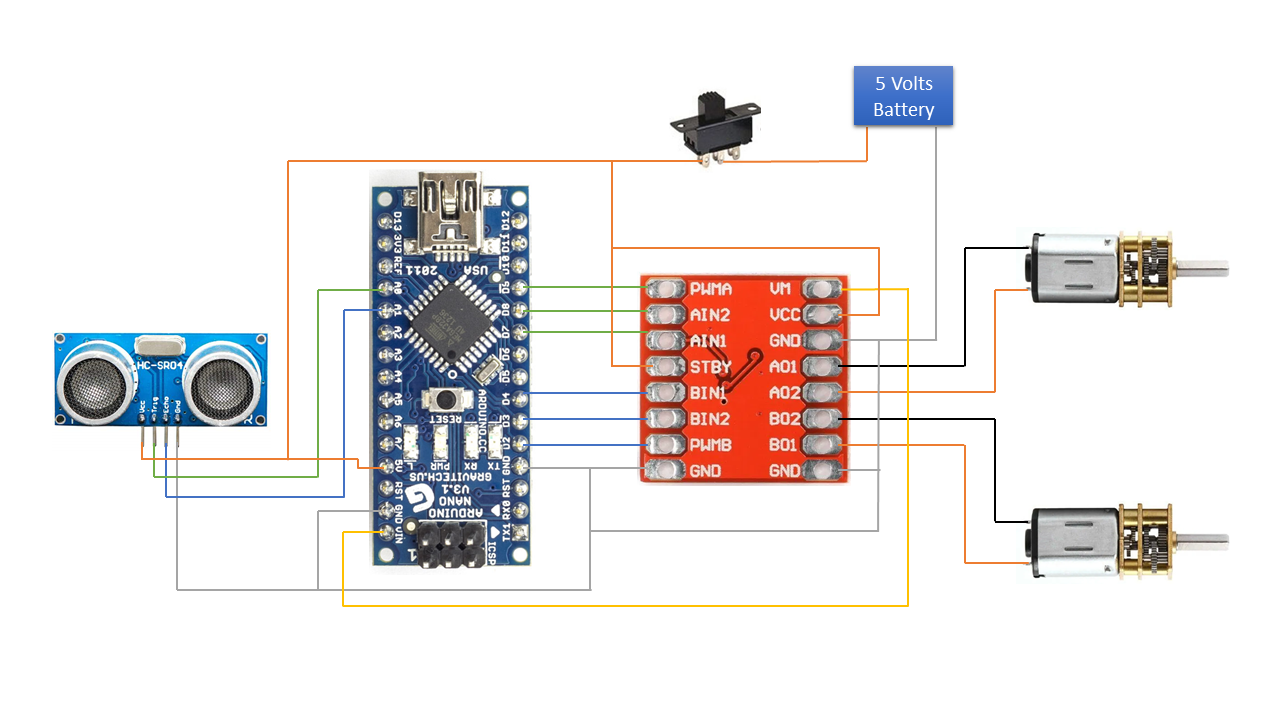 5 Volts
Battery
HC-SR04
Vcc
Trig
Echo
Gnd
D13
3V3
REF
A0
A1
A2
A3
A4
A5
A6
A7
5V
RST
GND
VIN
D12
D11
D10
D9
D8
D7
D6
D5
D4
D3
D2
GND
RST
RX0
TX1
USA
2011
RESET
ARDUINO.CC
TX
RX
PWR
L
GRAVITECH.US
ARDUINO
NANO
V3.1
ICSP
1
PWMA
AIN2
AIN1
STBY
BIN1
BIN2
PWMB
GND
VM
VCC
GND
A01
A02
B02
B01
GND